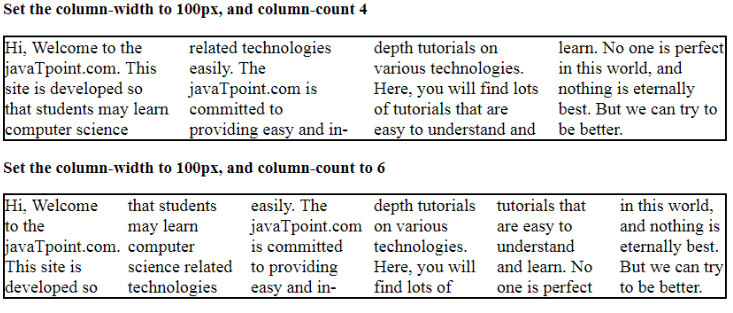 Set the column-width to 100px, and column-count 4
Hi, Welcome to the
javaTpoint.com. This
site is developed so
that students may learn
computer science
related technologies
easily. The
javaTpoint.com is
committed to
providing easy and in-
depth tutorials on
various technologies.
Here, you will find lots
of tutorials that are
easy to understand and
learn. No one is perfect
in this world, and
nothing is eternally
best. But we can try to
be better.
Set the column-width to 100px, and column-count to 6
Hi, Welcome
to the
javaTpoint.com.
This site is
developed so
that students
may learn
computer
science related
technologies
easily. The
javaTpoint.com
is committed
to providing
easy and in-
depth tutorials
on various
technologies.
Here, you will
find lots of
tutorials that
are easy to
understand
and learn. No
one is perfect
in this world,
and nothing is
eternally best.
But we can try
to be better.